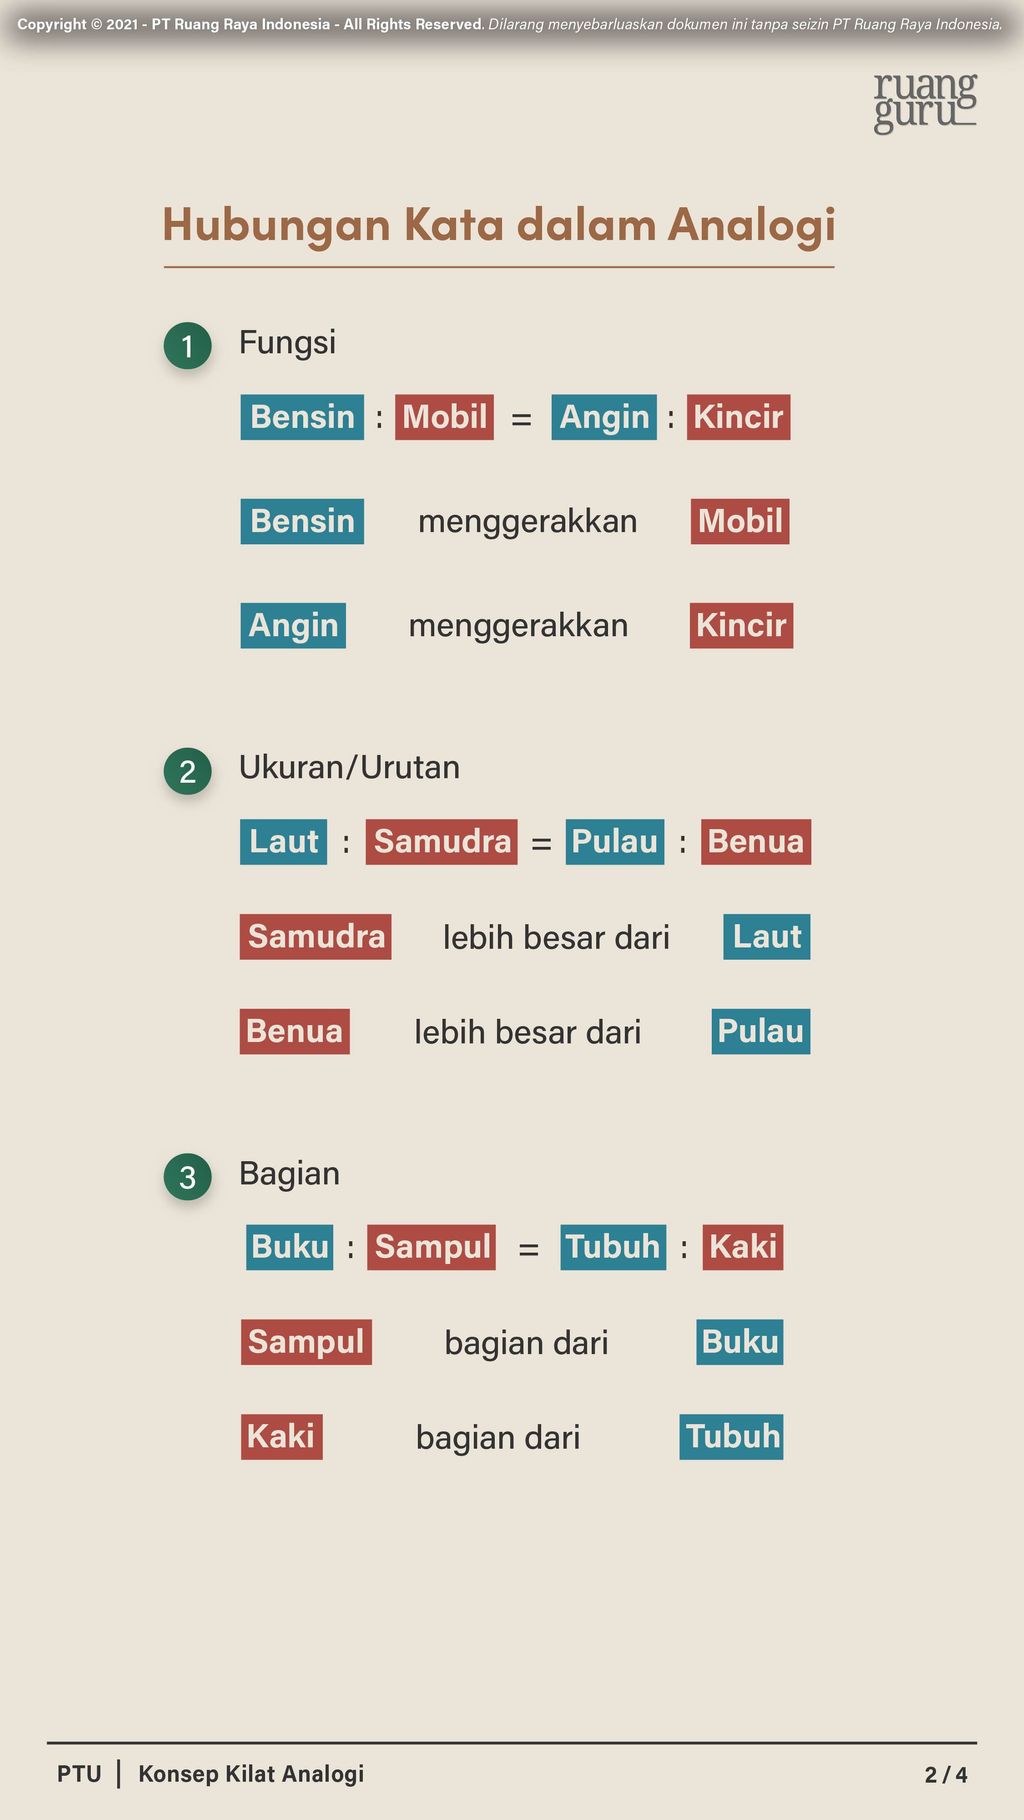 Copyright © 2021 - PT Ruang Raya Indonesia - All Rights Reserved. Dilarang menyebarluaskan dokumen ini tanpa seizin PT Ruang Raya Indonesia.
ruang
guru
Hubungan Kata dalam Analogi
1 Fungsi
Bensin : Mobil = Angin : Kincir
Bensin menggerakkan Mobil
Angin menggerakkan Kincir
2 Ukuran/Urutan
Laut : Samudra = Pulau : Benua
Samudra lebih besar dari Laut
Benua lebih besar dari Pulau
3 Bagian
Buku : Sampul = Tubuh : Kaki
Sampul bagian dari Buku
Kaki bagian dari Tubuh
PTU | Konsep Kilat Analogi 2 / 4